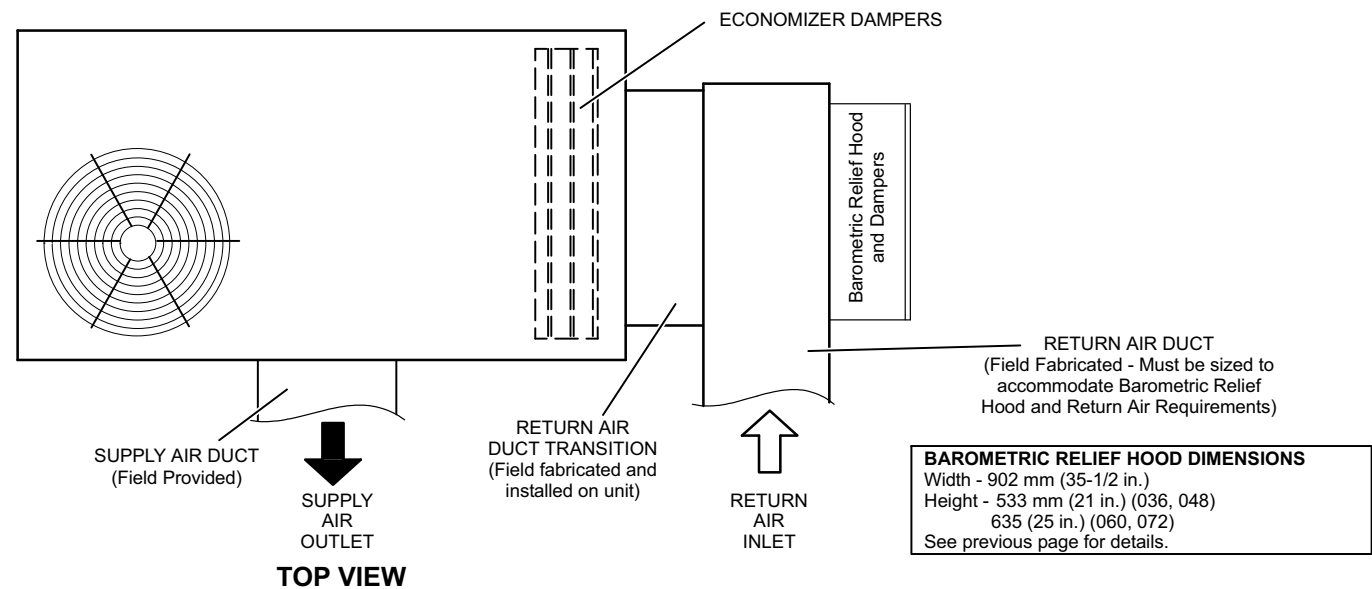 ECONOMIZER DAMPERS
Barometric Relief Hood
and Dampers
RETURN AIR DUCT
(Field Fabricated - Must be sized to
accommodate Barometric Relief
Hood and Return Air Requirements)
SUPPLY AIR DUCT
(Field Provided)
SUPPLY
AIR
OUTLET
RETURN AIR
DUCT TRANSITION
(Field fabricated and
installed on unit)
RETURN
AIR
INLET
BAROMETRIC RELIEF HOOD DIMENSIONS
Width - 902 mm (35-1/2 in.)
Height - 533 mm (21 in.) (036, 048)
635 (25 in.) (060, 072)
See previous page for details.
TOP VIEW